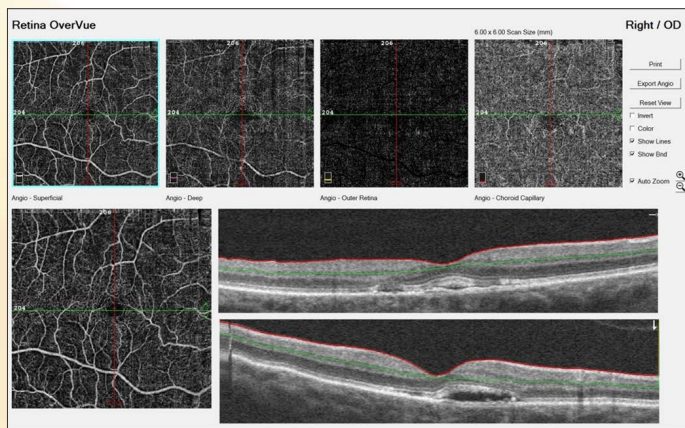 Retina OverVue
Right / OD
6.00 x 6.00 Scan Size (mm)
206
206
206
206
204
204
204
204
Print
Export Angio
Reset View
Invert
Color
Show Lines
Show Bnd
Auto Zoom
Angio - Superficial
Angio - Deep
Angio - Outer Retina
Angio - Choroid Capillary
206
204